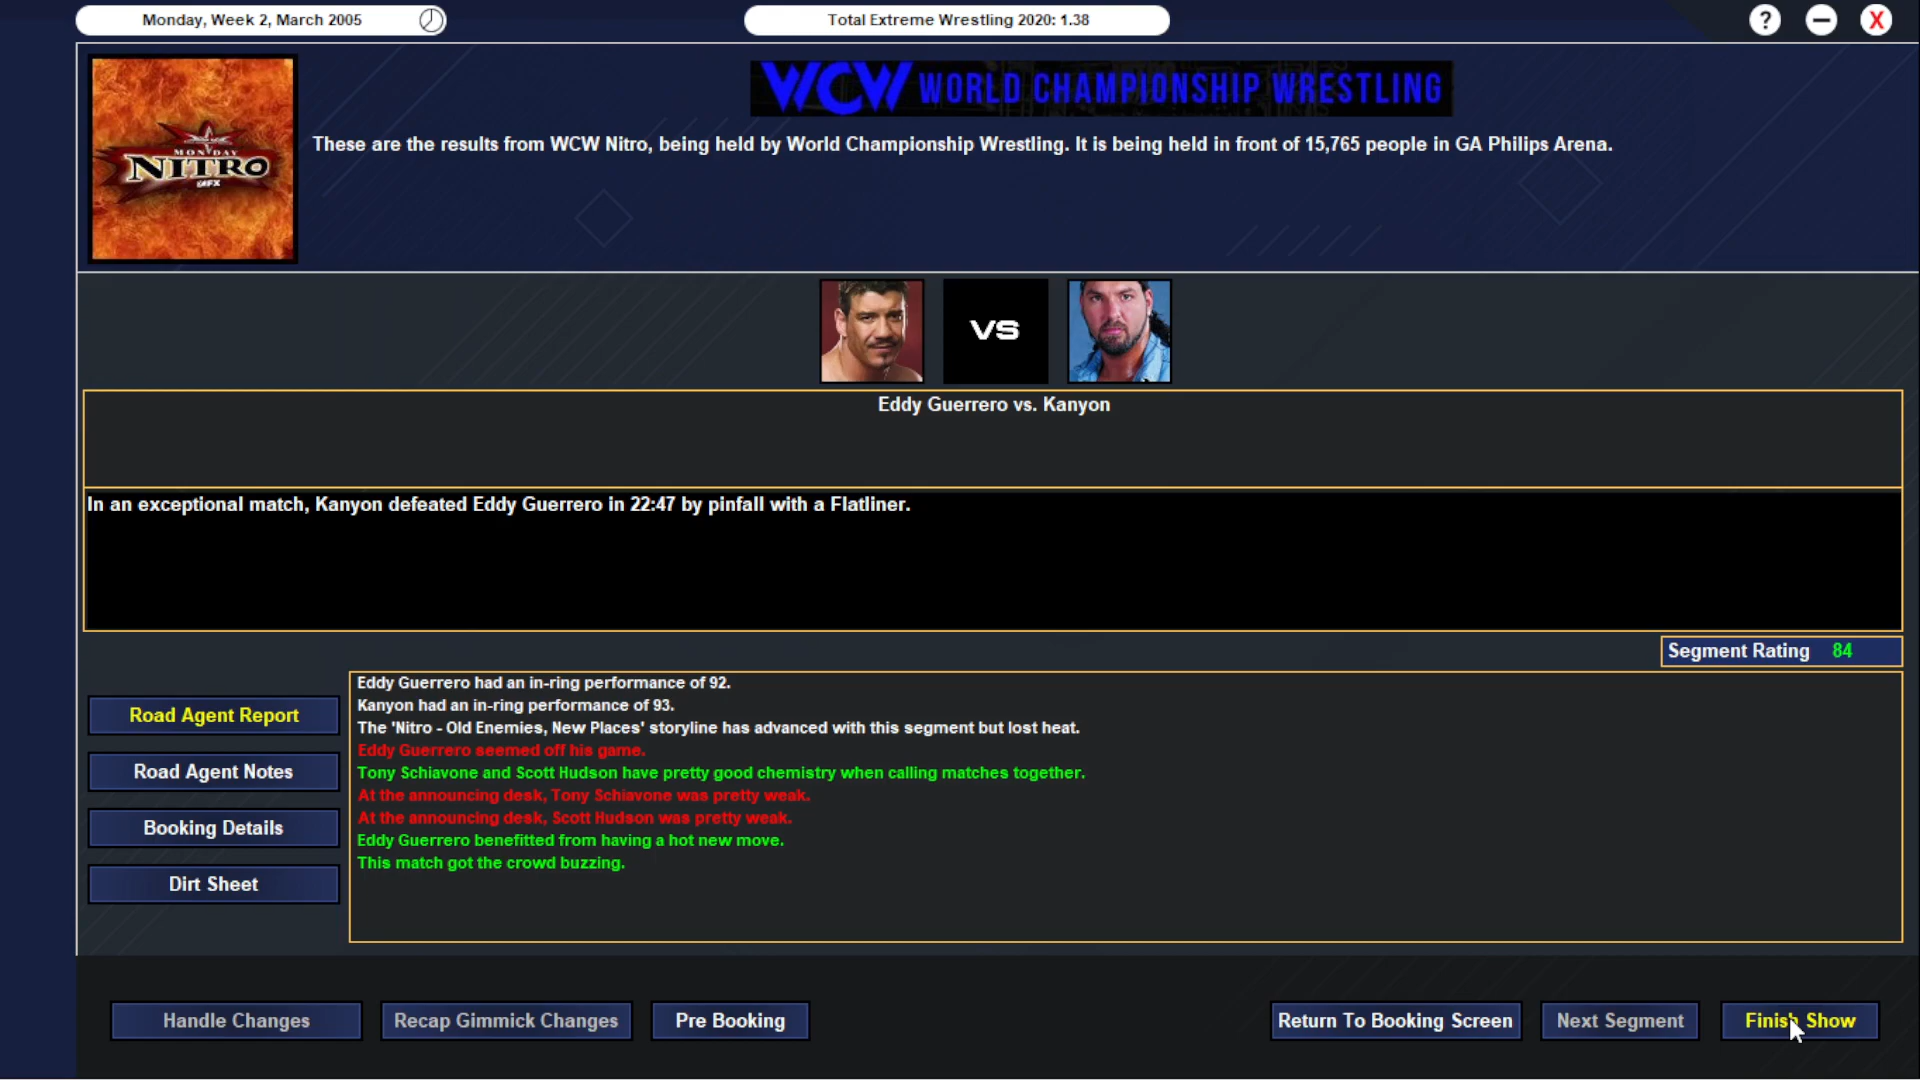 Monday, Week 2, March 2005
Total Extreme Wrestling 2020: 1.38
?
X
WCW WORLD CHAMPIONSHIP WRESTLING
MONDAY
NITRO
These are the results from WCW Nitro, being held by World Championship Wrestling. It is being held in front of 15,765 people in GA Philips Arena.
VS
Eddy Guerrero vs. Kanyon
In an exceptional match, Kanyon defeated Eddy Guerrero in 22:47 by pinfall with a Flatliner.
Segment Rating 84
Road Agent Report
Road Agent Notes
Booking Details
Dirt Sheet
Eddy Guerrero had an in-ring performance of 92.
Kanyon had an in-ring performance of 93.
The 'Nitro - Old Enemies, New Places' storyline has advanced with this segment but lost heat.
Eddy Guerrero seemed off his game.
Tony Schiavone and Scott Hudson have pretty good chemistry when calling matches together.
At the announcing desk, Tony Schiavone was pretty weak.
At the announcing desk, Scott Hudson was pretty weak.
Eddy Guerrero benefitted from having a hot new move.
This match got the crowd buzzing.
Handle Changes
Recap Gimmick Changes
Pre Booking
Return To Booking Screen
Next Segment
Finish Show